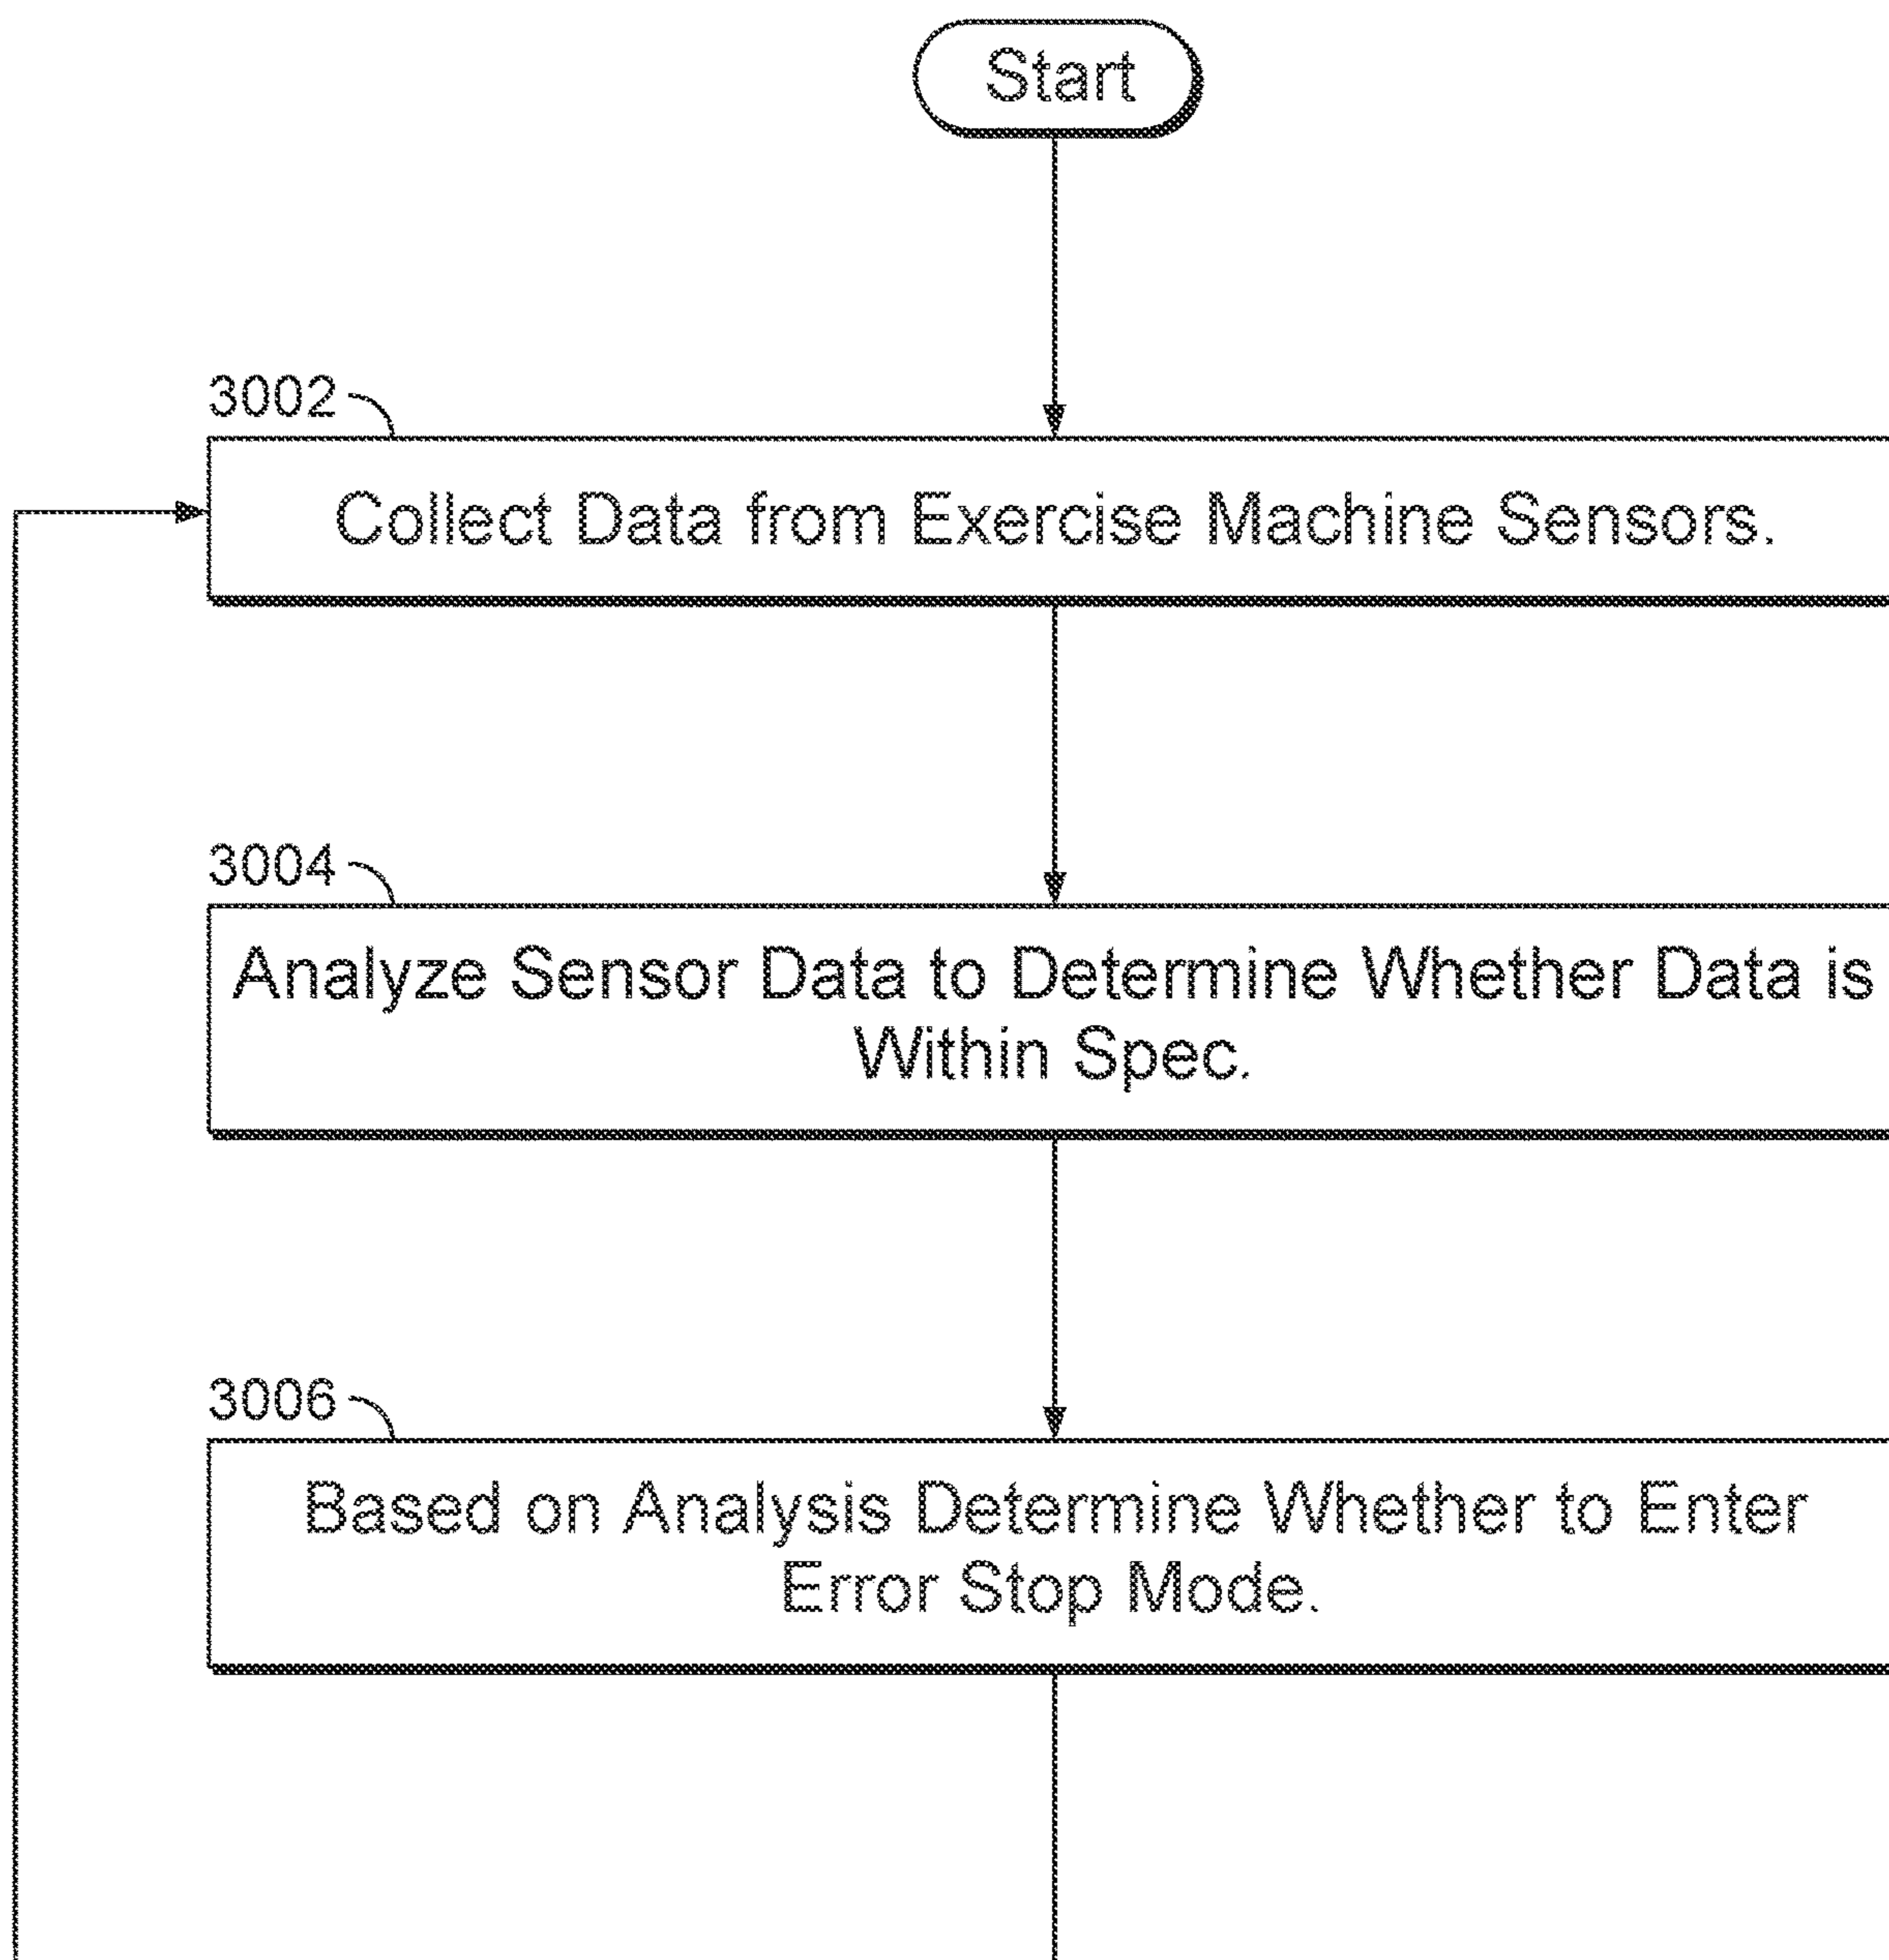 Start
3002
Collect Data from Exercise Machine Sensors.
3004
Analyze Sensor Data to Determine Whether Data is
Within Spec.
3006
Based on Analysis Determine Whether to Enter
Error Stop Mode.